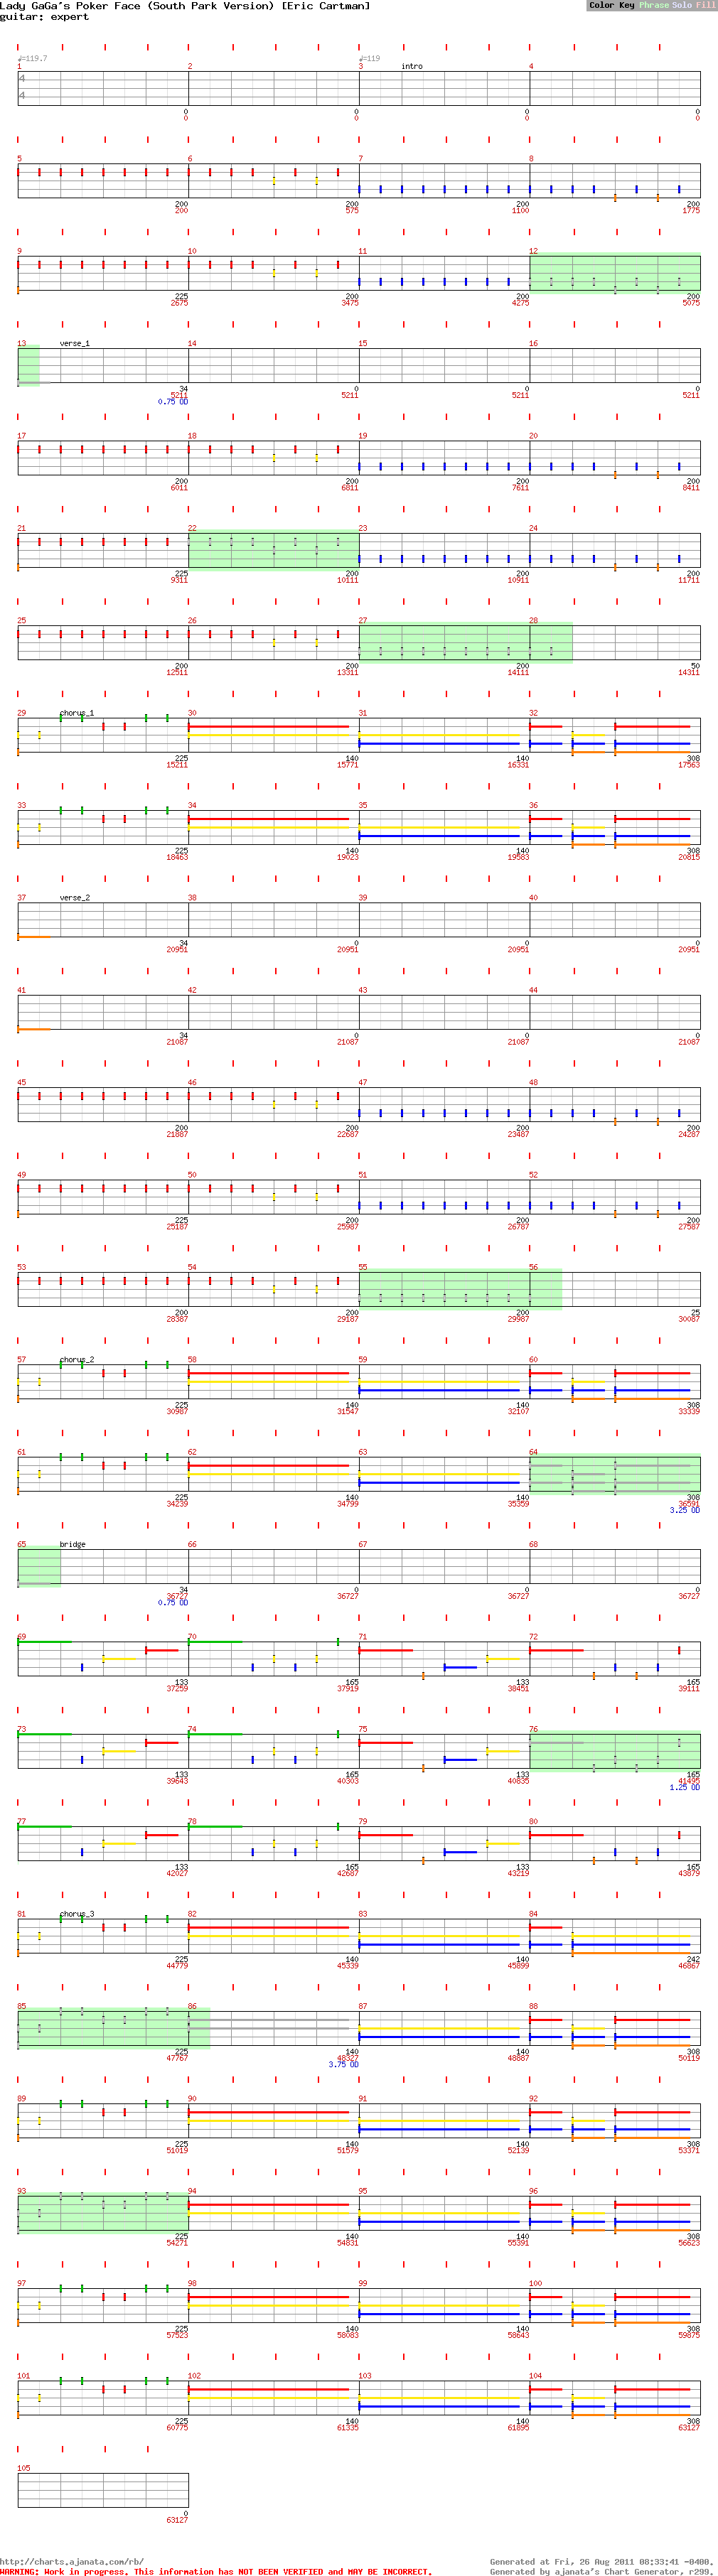 Lady GaGa's Poker Face (South Park Version) [Eric Cartman]
Color Key Phrase Solo Fill
guitar: expert
♩=119.7 ♩=119
1 2 3 intro 4
4
4
0 0 0 0
0 0 0 0
5 6 7 8
200 200 200 200
200 575 1100 1775
9 10 11 12
225 200 200 200
2675 3475 4275 5075
13 verse_1 14 15 16
34 0 0 0
5211 5211 5211 5211
0.75 OD
17 18 19 20
200 200 200 200
6011 6811 7611 8411
21 22 23 24
225 200 200 200
9311 10111 10911 11711
25 26 27 28
200 200 200 50
12511 13311 14111 14311
29 chorus_1 30 31 32
225 140 140 308
15211 15771 16331 17563
33 34 35 36
225 140 140 308
18463 19023 19583 20815
37 verse_2 38 39 40
34 0 0 0
20951 20951 20951 20951
41 42 43 44
34 0 0 0
21087 21087 21087 21087
45 46 47 48
200 200 200 200
21887 22687 23487 24287
49 50 51 52
225 200 200 200
25187 25987 26787 27587
53 54 55 56
200 200 200 25
28387 29187 29987 30087
57 chorus_2 58 59 60
225 140 140 308
30987 31547 32107 33339
61 62 63 64
225 140 140 308
34239 34799 35359 36591
3.25 OD
65 bridge 66 67 68
34 0 0 0
36727 36727 36727 36727
0.75 OD
69 70 71 72
133 165 133 165
37259 37919 38451 39111
73 74 75 76
133 165 133 165
39643 40303 40835 41495
1.25 OD
77 78 79 80
133 165 133 165
42027 42687 43219 43879
81 chorus_3 82 83 84
225 140 140 242
44779 45339 45899 46867
85 86 87 88
225 140 140 308
47767 48327 48887 50119
3.75 OD
89 90 91 92
225 140 140 308
51019 51579 52139 53371
93 94 95 96
225 140 140 308
54271 54831 55391 56623
97 98 99 100
225 140 140 308
57523 58083 58643 59875
101 102 103 104
225 140 140 308
60775 61335 61895 63127
105
0
63127
http://charts.ajanata.com/rb/
Generated at Fri, 26 Aug 2011 08:33:41 -0400.
WARNING: Work in progress. This information has NOT BEEN VERIFIED and MAY BE INCORRECT.
Generated by ajanata's Chart Generator, r299.